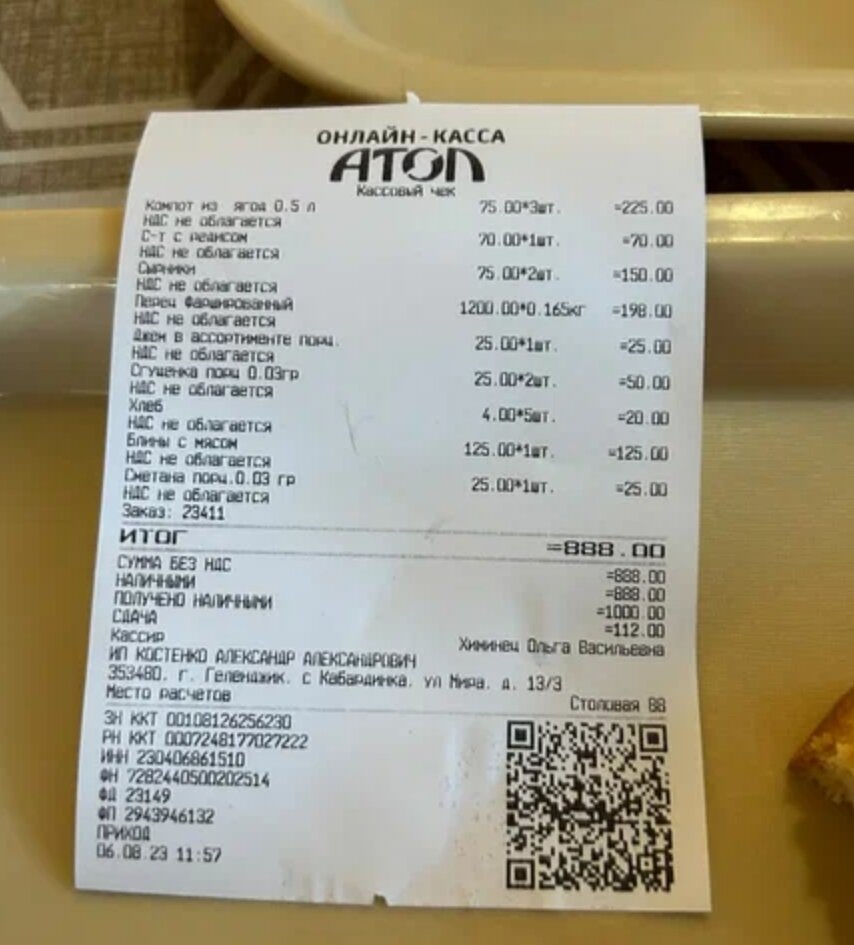 ОНЛАЙН-КАССА
АТОЛ
Кассовый чек
Компот из ягод 0.5 л 75.00*3шт. =225.00
НДС не облагается
С-т с редисом 70.00*1шт. =70.00
НДС не облагается
Сырники 75.00*2шт. =150.00
НДС не облагается
Перец Фаршированный 1200.00*0.165кг =198.00
НДС не облагается
Джем в ассортименте порц. 25.00*1шт. =25.00
НДС не облагается
Сгущенка порц 0.03гр 25.00*2шт. =50.00
НДС не облагается
Хлеб 4.00*5шт. =20.00
НДС не облагается
Блины с мясом 125.00*1шт. =125.00
НДС не облагается
Сметана порц.0.03 гр 25.00*1шт. =25.00
НДС не облагается
Заказ: 23411
ИТОГ =888.00
СУММА БЕЗ НДС =888.00
НАЛИЧНЫМИ =888.00
ПОЛУЧЕНО НАЛИЧНЫМИ =1000.00
СДАЧА =112.00
Кассир Химинец Ольга Васильевна
ИП КОСТЕНКО АЛЕКСАНДР АЛЕКСАНДРОВИЧ
353480, г. Геленджик, с Кабардинка, ул Мира, д. 13/3
Место расчетов Столовая 88
ЗН ККТ 00108126256230
РН ККТ 0007248177027222
ИНН 230406861510
ФН 7282440500202514
ФД 23149
ФП 2943946132
ПРИХОД
06.08.23 11:57